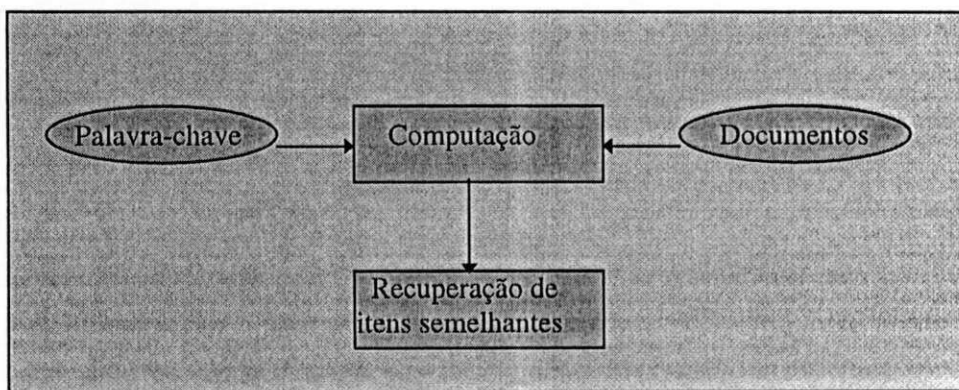 Palavra-chave
Computação
Documentos
Recuperação de
itens semelhantes